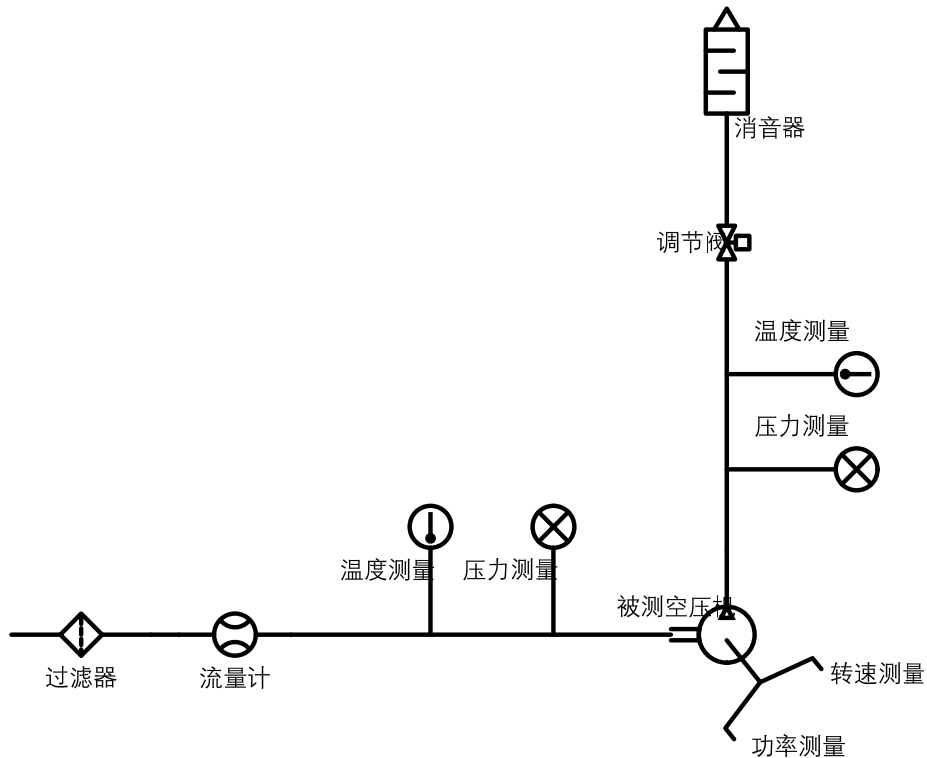 消音器
调节阀
温度测量
压力测量
温度测量
压力测量
被测空压机
过滤器
流量计
转速测量
功率测量